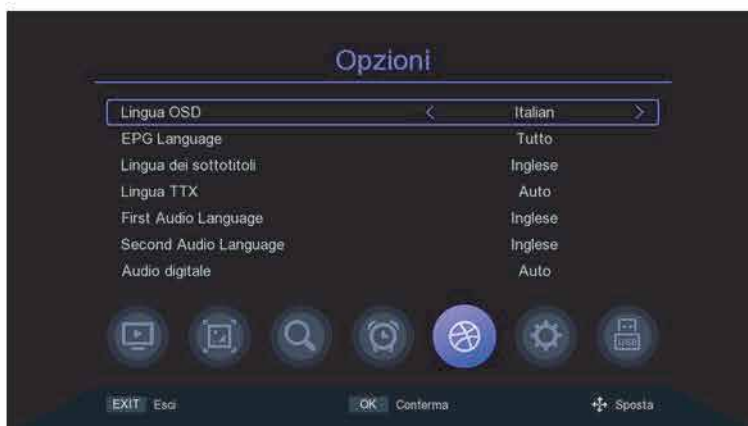 Opzioni
Lingua OSD < Italian >
EPG Language Tutto
Lingua dei sottotitoli Inglese
Lingua TTX Auto
First Audio Language Inglese
Second Audio Language Inglese
Audio digitale Auto
USB
EXIT Esci OK Conferma Sposta